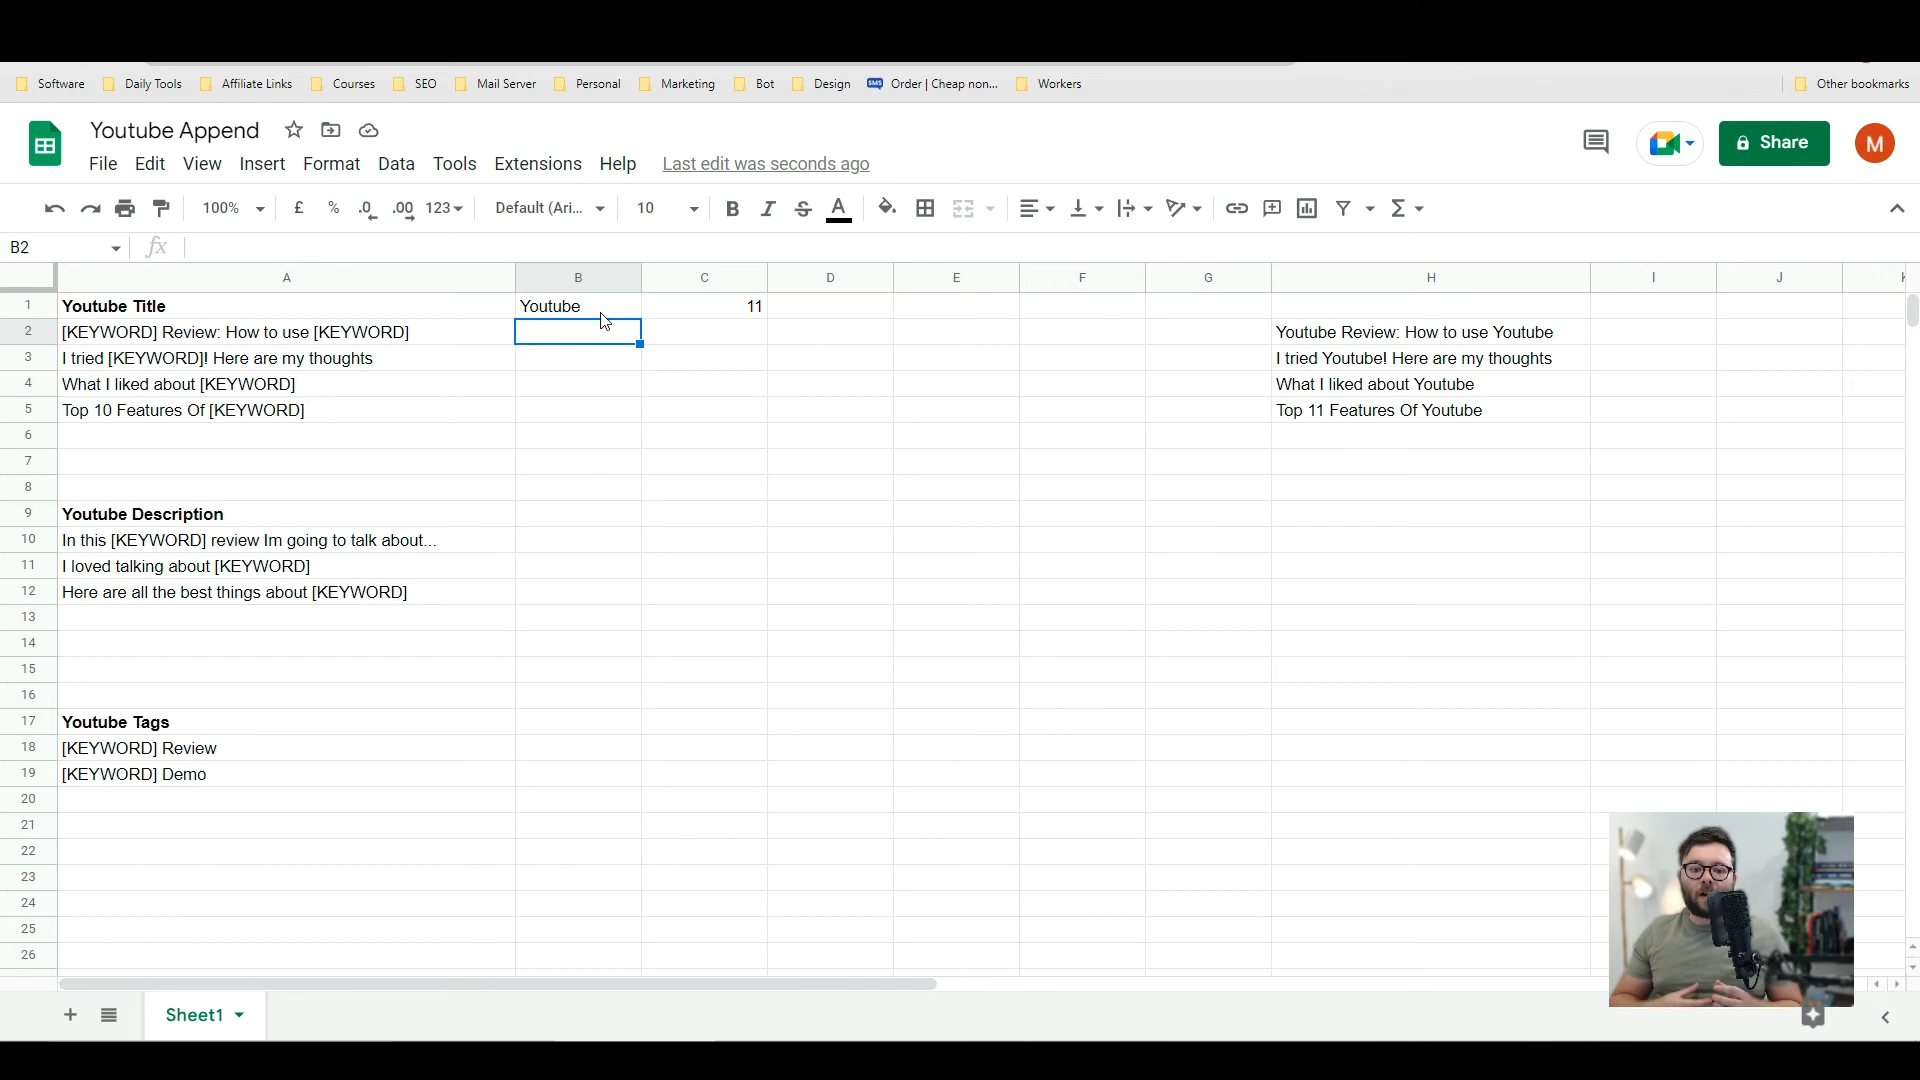 Software Daily Tools Affiliate Links Courses SEO Mail Server Personal Marketing Bot Design SMS Order | Cheap non... Workers Other bookmarks
Youtube Append
File Edit View Insert Format Data Tools Extensions Help Last edit was seconds ago Share M
100% £ % .0 .00 123 Default (Ari... 10 B I S A Σ
B2 fx
A B C D E F G H I J
1 Youtube Title Youtube 11
2 [KEYWORD] Review: How to use [KEYWORD] Youtube Review: How to use Youtube
3 I tried [KEYWORD]! Here are my thoughts I tried Youtube! Here are my thoughts
4 What I liked about [KEYWORD] What I liked about Youtube
5 Top 10 Features Of [KEYWORD] Top 11 Features Of Youtube
6
7
8
9 Youtube Description
10 In this [KEYWORD] review Im going to talk about...
11 I loved talking about [KEYWORD]
12 Here are all the best things about [KEYWORD]
13
14
15
16
17 Youtube Tags
18 [KEYWORD] Review
19 [KEYWORD] Demo
20
21
22
23
24
25
26
Sheet1